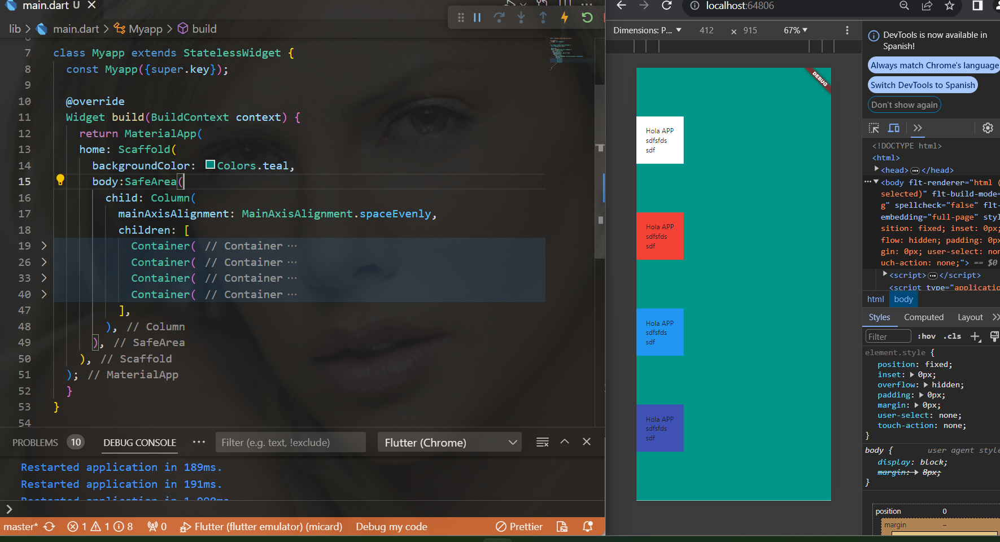 main.dart U
lib > main.dart > Myapp > build
7 class Myapp extends StatelessWidget {
8 const Myapp({super.key});
9
10 @override
11 Widget build(BuildContext context) {
12 return MaterialApp(
13 home: Scaffold(
14 backgroundColor: Colors.teal,
15 body:SafeArea(
16 child: Column(
17 mainAxisAlignment: MainAxisAlignment.spaceEvenly,
18 children: [
19 Container( // Container ...
26 Container( // Container ...
33 Container( // Container ...
40 Container( // Container ...
47 ],
48 ), // Column
49 ), // SafeArea
50 ), // Scaffold
51 ); // MaterialApp
52 }
53 }
54
PROBLEMS 10 DEBUG CONSOLE ... Filter (e.g. text, !exclude) Flutter (Chrome)
Restarted application in 189ms.
Restarted application in 191ms.
master* 1 1 8 0 Flutter (flutter emulator) (micard) Debug my code Prettier
localhost:64806
Dimensions: P... 412 × 915 67%
DEBUG
Hola APP
sdfsfds
sdf
Hola APP
sdfsfds
sdf
Hola APP
sdfsfds
sdf
Hola APP
sdfsfds
sdf
DevTools is now available in
Spanish!
Always match Chrome's language
Switch DevTools to Spanish
Don't show again
<!DOCTYPE html>
<html>
<head>...</head>
<body flt-renderer="html (
selected)" flt-build-mode=
g" spellcheck="false" flt-
embedding="full-page" styl
sition: fixed; inset: 0px;
flow: hidden; padding: 0px
gin: 0px; user-select: non
uch-action: none;"> == $0
<script>...</script>
<script type="applicatio
html body
Styles Computed Layout
Filter :hov .cls
element.style {
position: fixed;
inset: 0px;
overflow: hidden;
padding: 0px;
margin: 0px;
user-select: none;
touch-action: none;
}
body { user agent style
display: block;
margin: 8px;
}
position 0
margin –